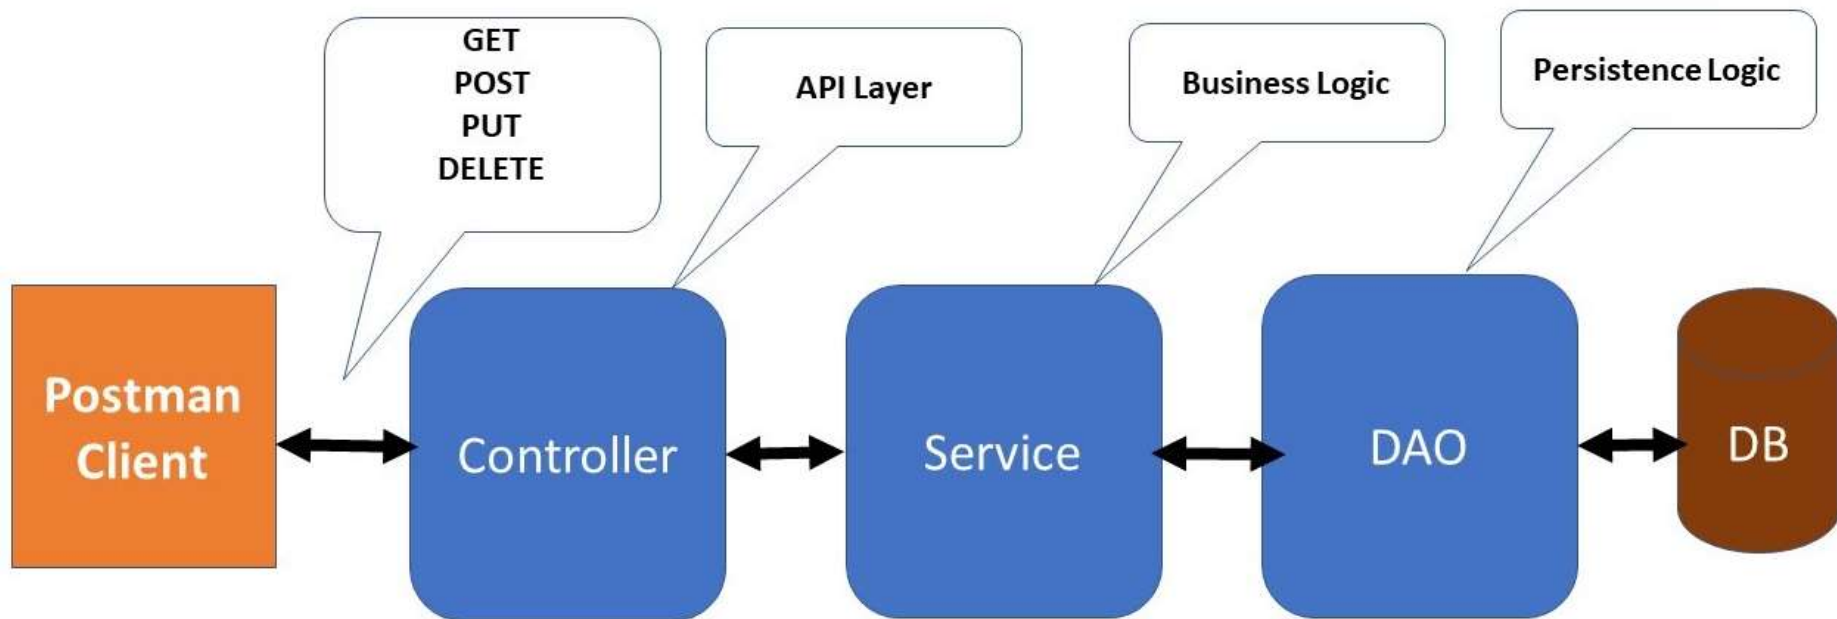 GET
POST
PUT
DELETE
API Layer
Business Logic
Persistence Logic
Postman
Client
Controller
Service
DAO
DB